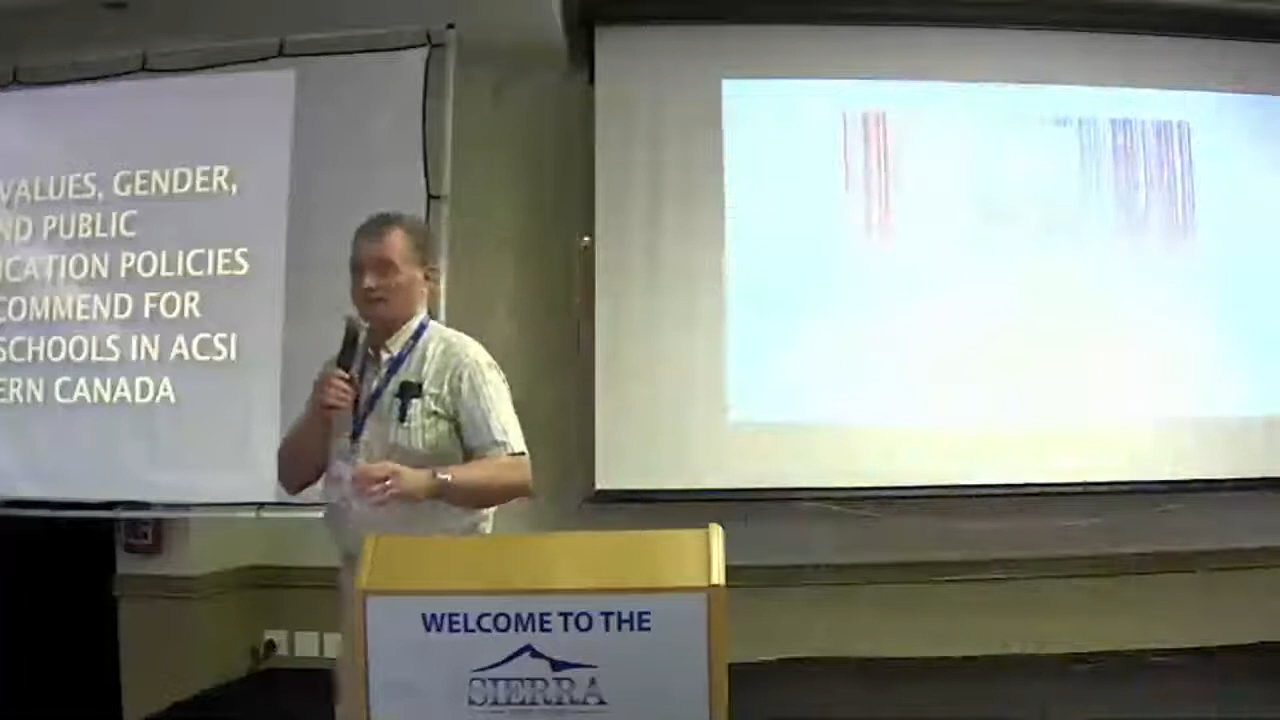 VALUES, GENDER,
ND PUBLIC
ICATION POLICIES
COMMEND FOR
SCHOOLS IN ACSI
ERN CANADA
WELCOME TO THE
SIERRA